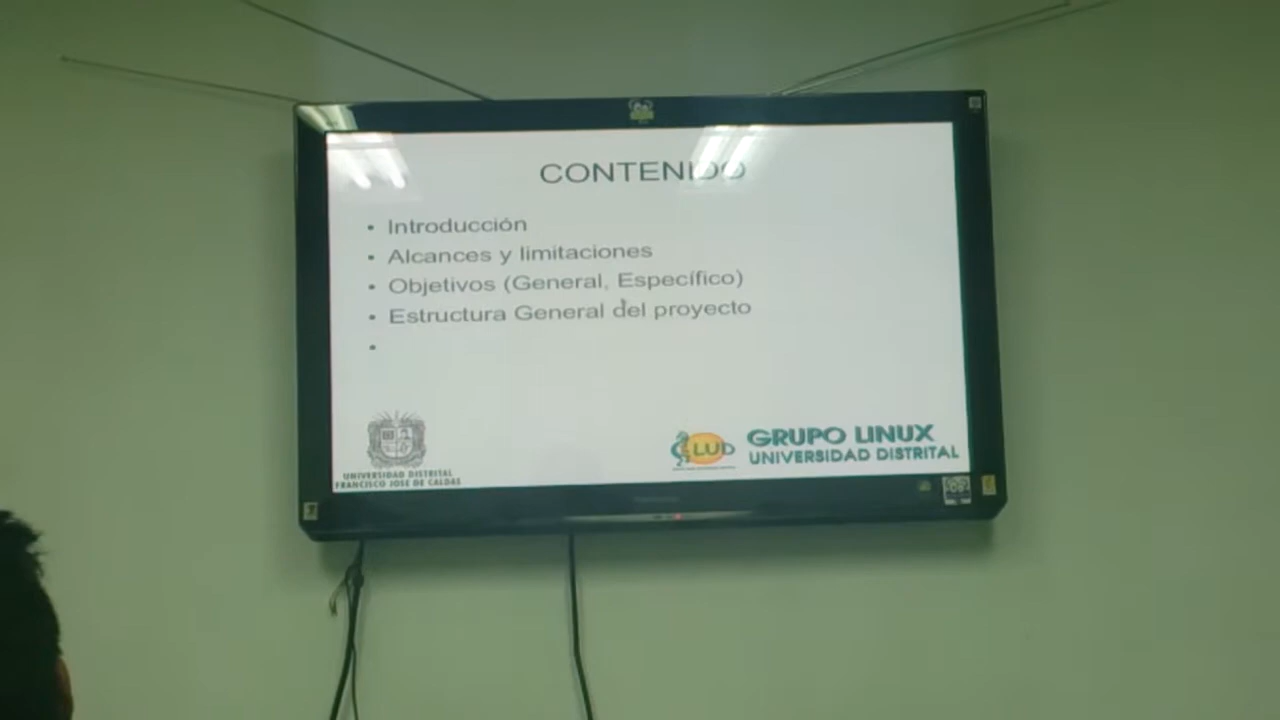 CONTENIDO
• Introducción
• Alcances y limitaciones
• Objetivos (General, Específico)
• Estructura General del proyecto
•
UNIVERSIDAD DISTRITAL
FRANCISCO JOSE DE CALDAS
GLUD
GRUPO LINUX
UNIVERSIDAD DISTRITAL